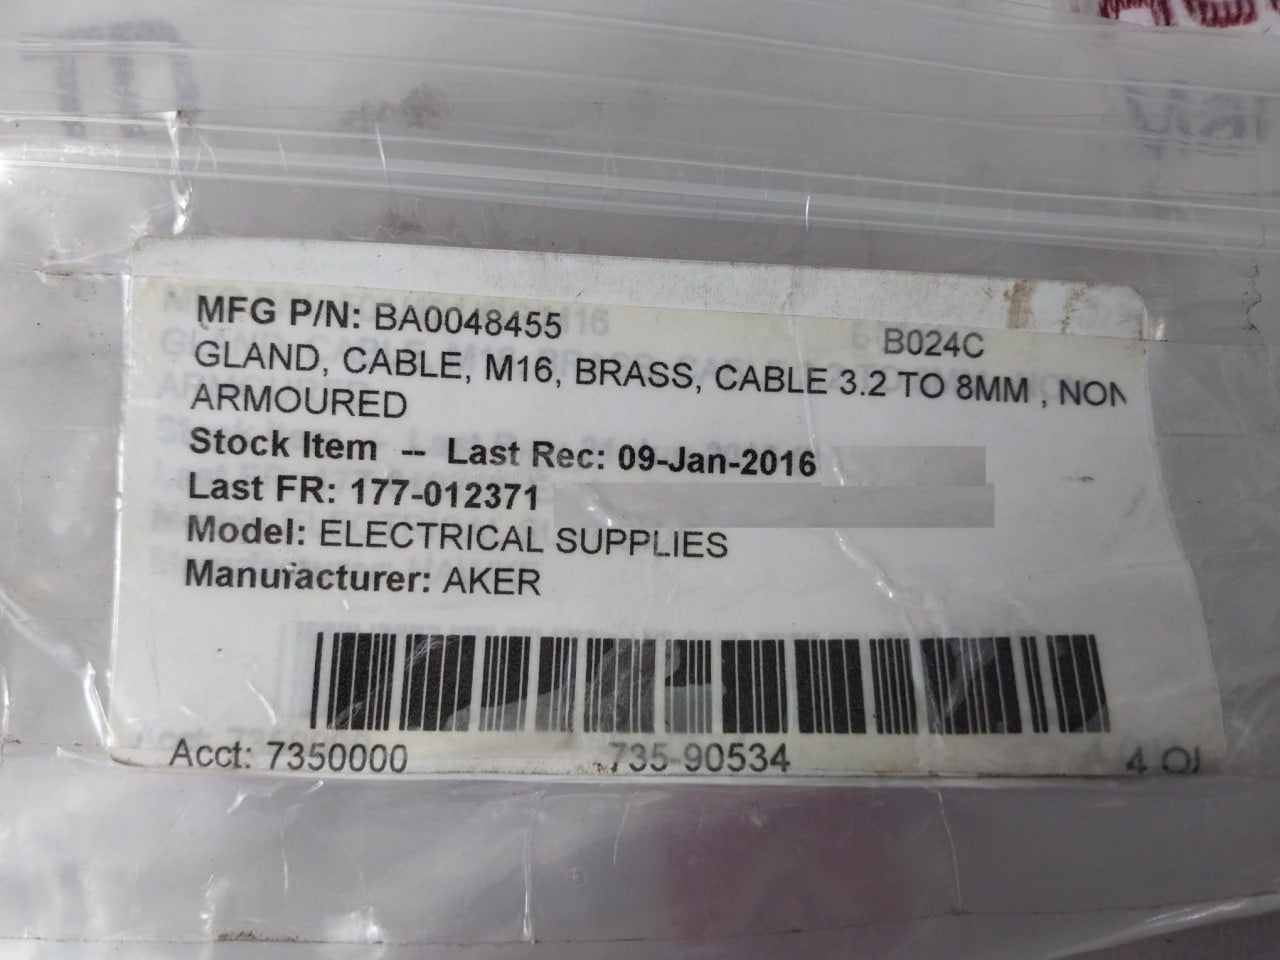 MFG P/N: BA0048455
B024C
GLAND, CABLE, M16, BRASS, CABLE 3.2 TO 8MM , NON
ARMOURED
Stock Item -- Last Rec: 09-Jan-2016
Last FR: 177-012371
Model: ELECTRICAL SUPPLIES
Manufacturer: AKER
Acct: 7350000
735-90534
4